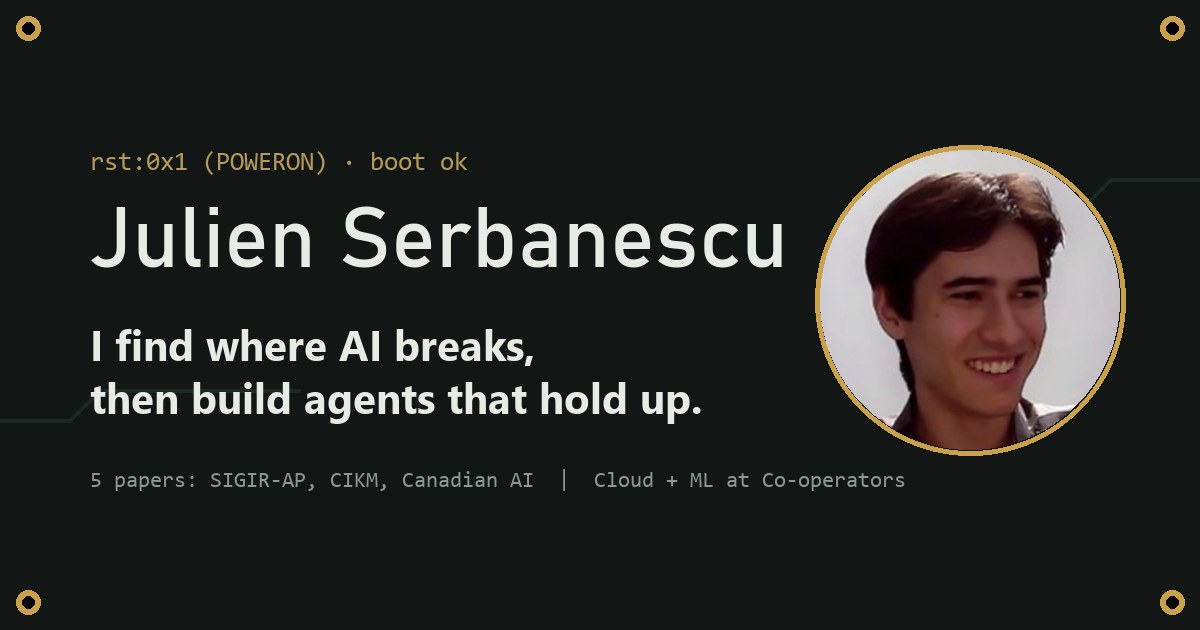 rst:0x1 (POWERON) · boot ok
Julien Serbanescu
I find where AI breaks,
then build agents that hold up.
5 papers: SIGIR-AP, CIKM, Canadian AI | Cloud + ML at Co-operators